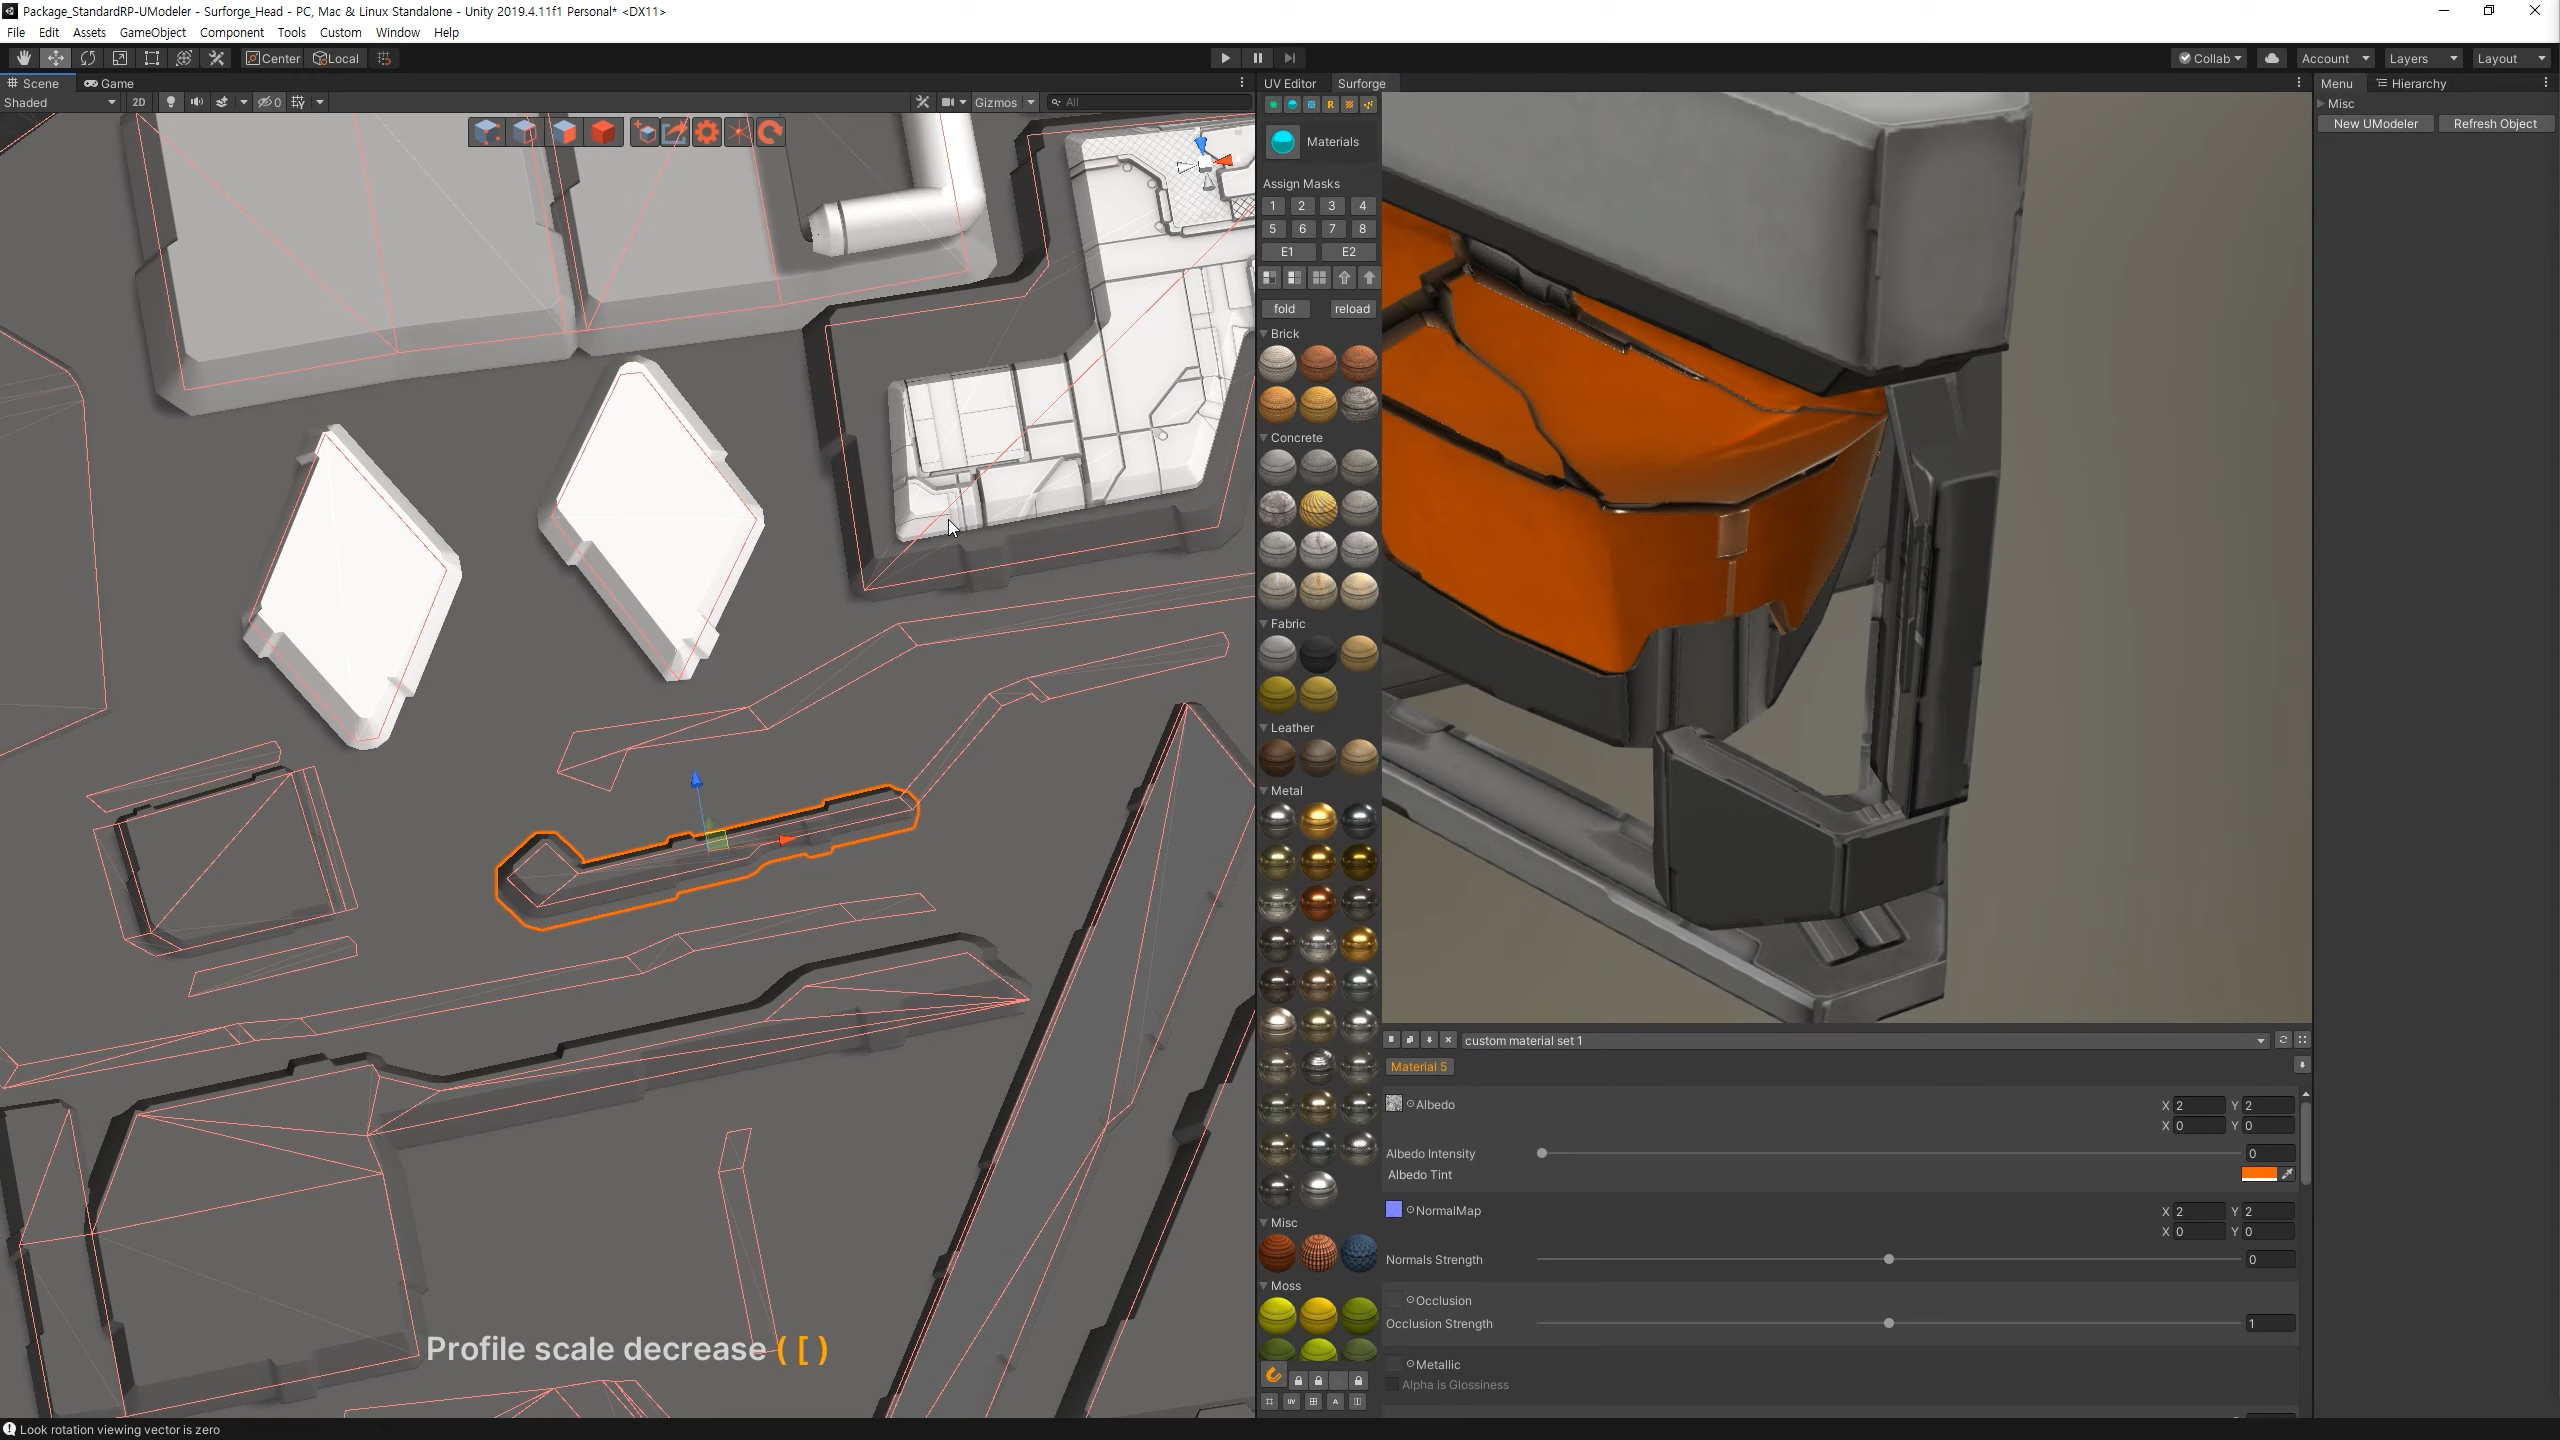 Package_StandardRP-UModeler - Surforge_Head - PC, Mac & Linux Standalone - Unity 2019.4.11f1 Personal* <DX11>
File Edit Assets GameObject Component Tools Custom Window Help
Center Local
Collab Account Layers Layout
Scene Game
UV Editor Surforge
Menu Hierarchy
Shaded 2D 0 Gizmos All
R
Misc
New UModeler Refresh Object
Materials
Assign Masks
1 2 3 4
5 6 7 8
E1 E2
fold reload
Brick
Concrete
Fabric
Leather
Metal
Misc
Moss
UV A
custom material set 1
Material 5
Albedo X 2 Y 2
X 0 Y 0
Albedo Intensity 0
Albedo Tint
NormalMap X 2 Y 2
X 0 Y 0
Normals Strength 0
Occlusion
Occlusion Strength 1
Metallic
Alpha is Glossiness
Profile scale decrease ( [ )
Look rotation viewing vector is zero